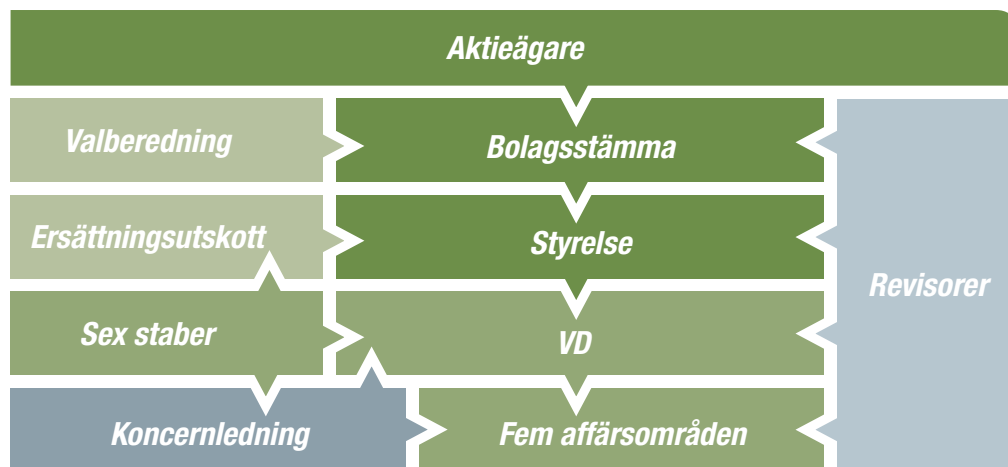 Aktieägare
Valberedning
Bolagsstämma
Ersättningsutskott
Styrelse
Revisorer
Sex staber
VD
Koncernledning
Fem affärsområden